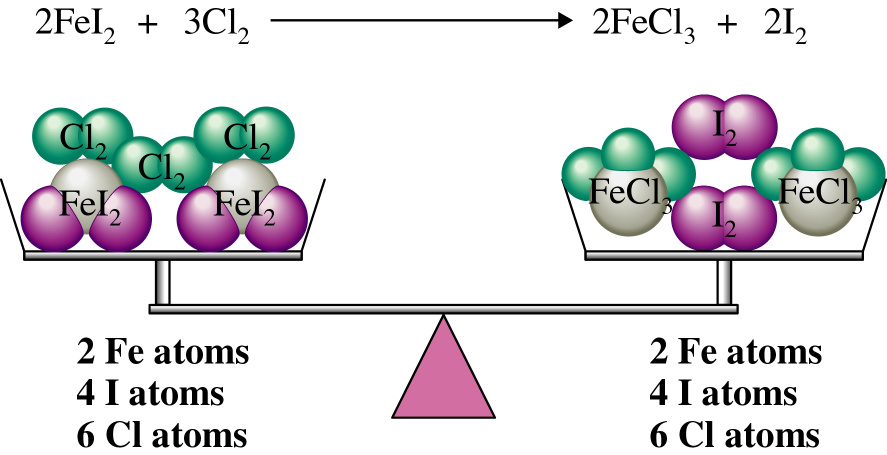 2FeI₂ + 3Cl₂ → 2FeCl₃ + 2I₂
Cl₂
Cl₂
Cl₂
FeI₂
FeI₂
I₂
FeCl₃
FeCl₃
I₂
2 Fe atoms
4 I atoms
6 Cl atoms
2 Fe atoms
4 I atoms
6 Cl atoms